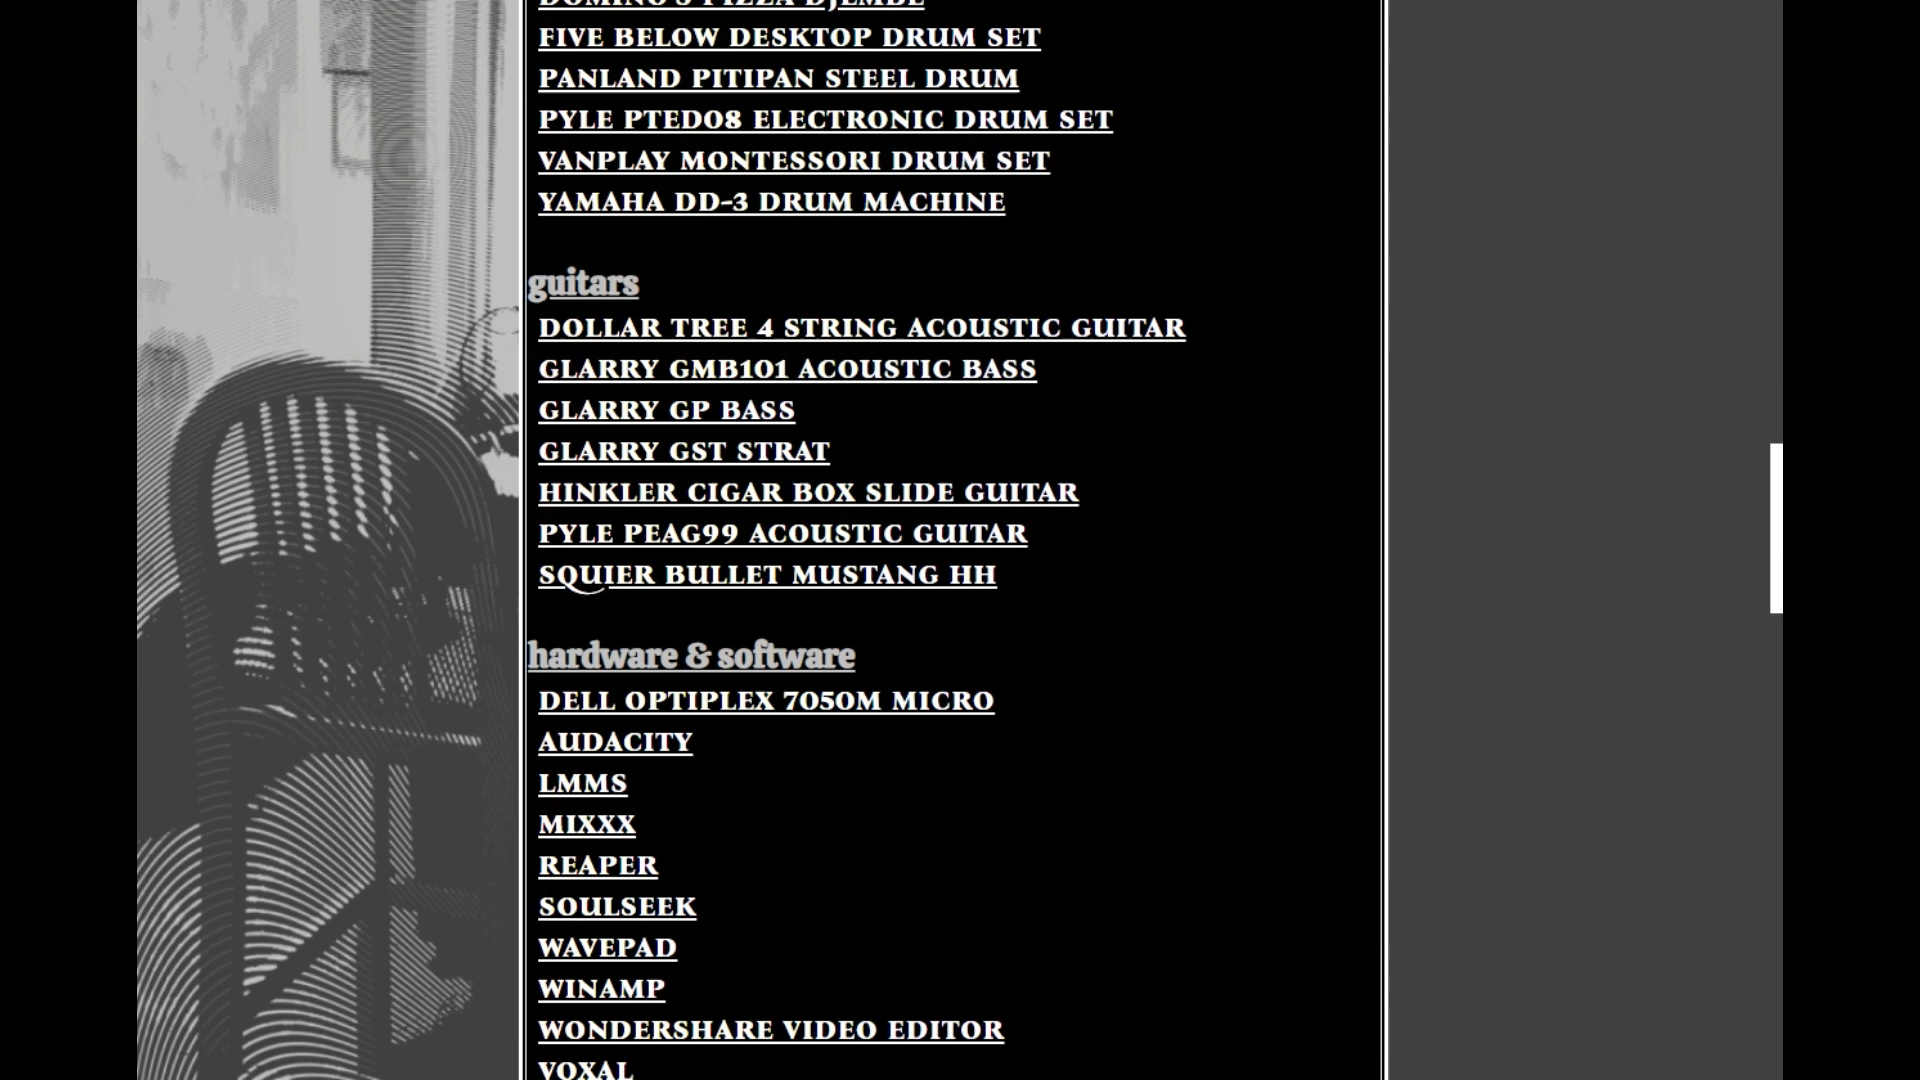 DOMINO'S PIZZA DJEMBE
FIVE BELOW DESKTOP DRUM SET
PANLAND PITIPAN STEEL DRUM
PYLE PTED08 ELECTRONIC DRUM SET
VANPLAY MONTESSORI DRUM SET
YAMAHA DD-3 DRUM MACHINE
guitars
DOLLAR TREE 4 STRING ACOUSTIC GUITAR
GLARRY GMB101 ACOUSTIC BASS
GLARRY GP BASS
GLARRY GST STRAT
HINKLER CIGAR BOX SLIDE GUITAR
PYLE PEAG99 ACOUSTIC GUITAR
SQUIER BULLET MUSTANG HH
hardware & software
DELL OPTIPLEX 7050M MICRO
AUDACITY
LMMS
MIXXX
REAPER
SOULSEEK
WAVEPAD
WINAMP
WONDERSHARE VIDEO EDITOR
VOXAL